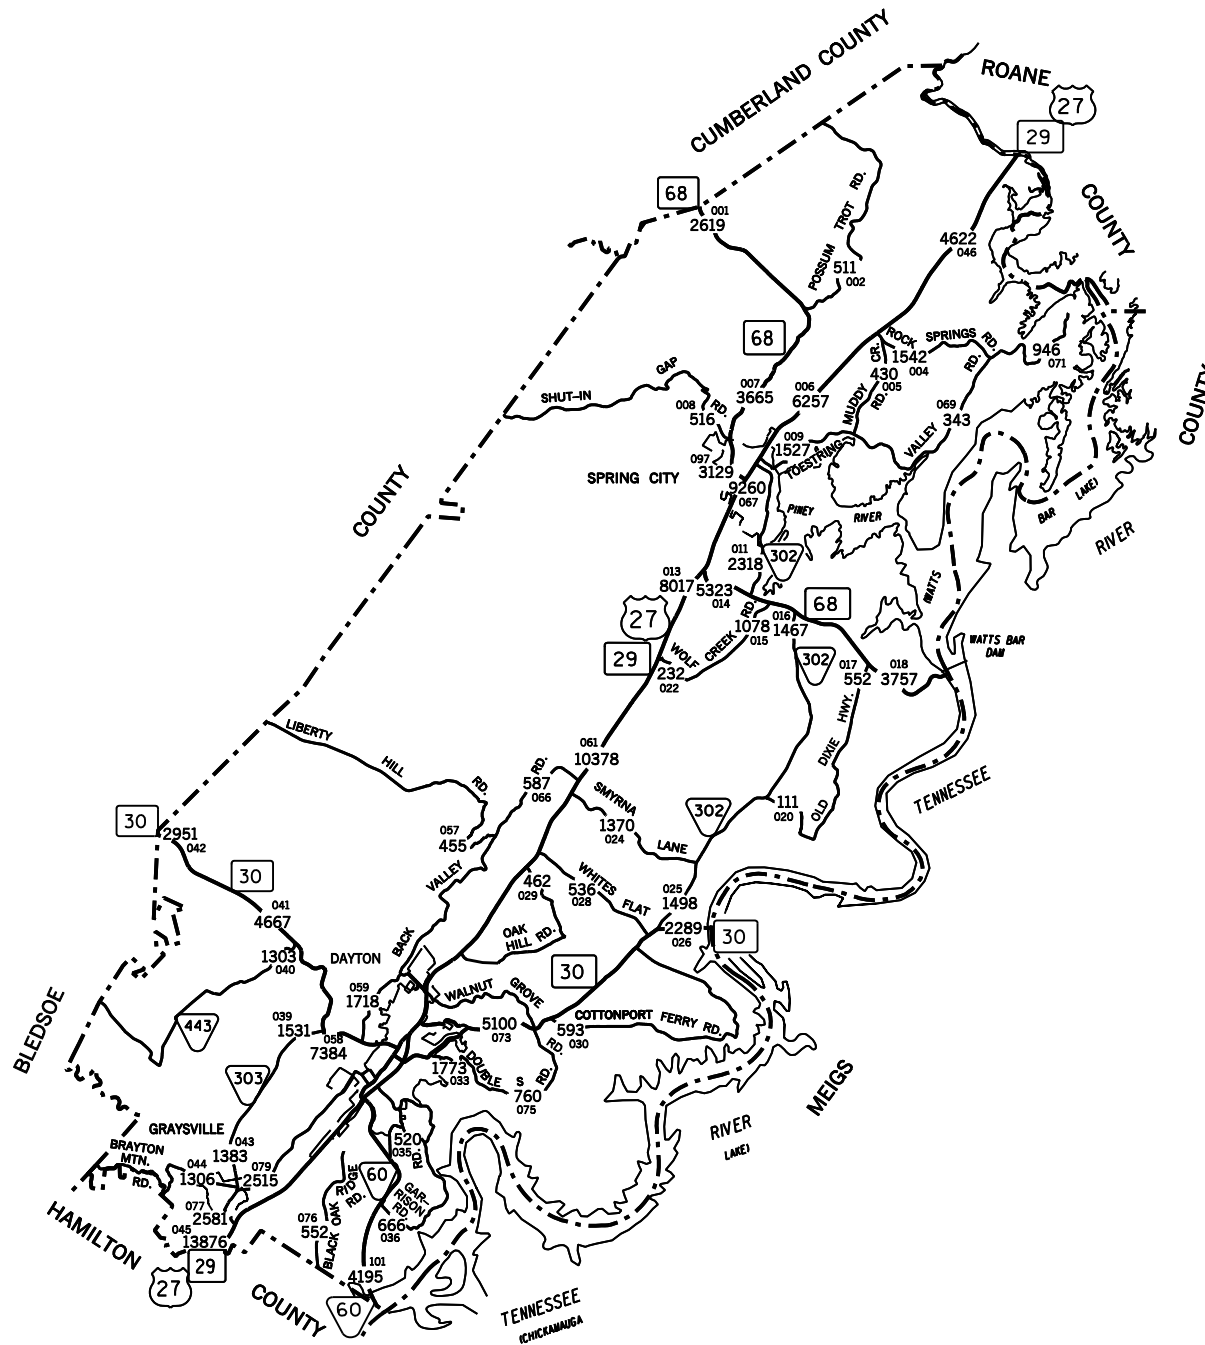 CUMBERLAND COUNTY
ROANE
27
29
COUNTY
68
001
2619
POSSUM TROT RD.
511
002
4622
046
68
ROCK SPRINGS RD.
1542
004
946
071
MUDDY CR. RD.
430
005
SHUT-IN GAP RD.
007
3665
006
6257
008
516
069
343
VALLEY RD.
COUNTY
009
1527
TOESTRING
097
3129
SPRING CITY
9260
067
PINEY RIVER
BAR LAKE)
RIVER
COUNTY
011
2318
302
013
8017
5323
014
(WATTS
68
27
1078
015
016
1467
WOLF CREEK RD.
29
232
022
302
WATTS BAR
DAM
017
552
018
3757
OLD DIXIE HWY.
LIBERTY HILL RD.
061
10378
587
066
RD.
TENNESSEE
SMYRNA LANE
1370
024
302
111
020
30
2951
042
057
455
VALLEY
BACK
30
462
029
WHITES FLAT
536
028
025
1498
041
4667
OAK
HILL RD.
2289
026
30
1303
040
DAYTON
30
059
1718
WALNUT GROVE RD.
BLEDSOE
443
039
1531
058
7384
5100
073
COTTONPORT FERRY RD.
593
030
303
1773
033
DOUBLE S RD.
760
075
MEIGS
RIVER
LAKE)
GRAYSVILLE
BRAYTON
MTN.
RD.
043
1383
520
035
RD.
044
1306
079
2515
60
GAR-
RISON
RD
BLACK OAK RIDGE RD.
077
2581
076
552
666
036
045
13876
HAMILTON
29
27
101
4195
COUNTY
60
TENNESSEE
(CHICKAMAUGA